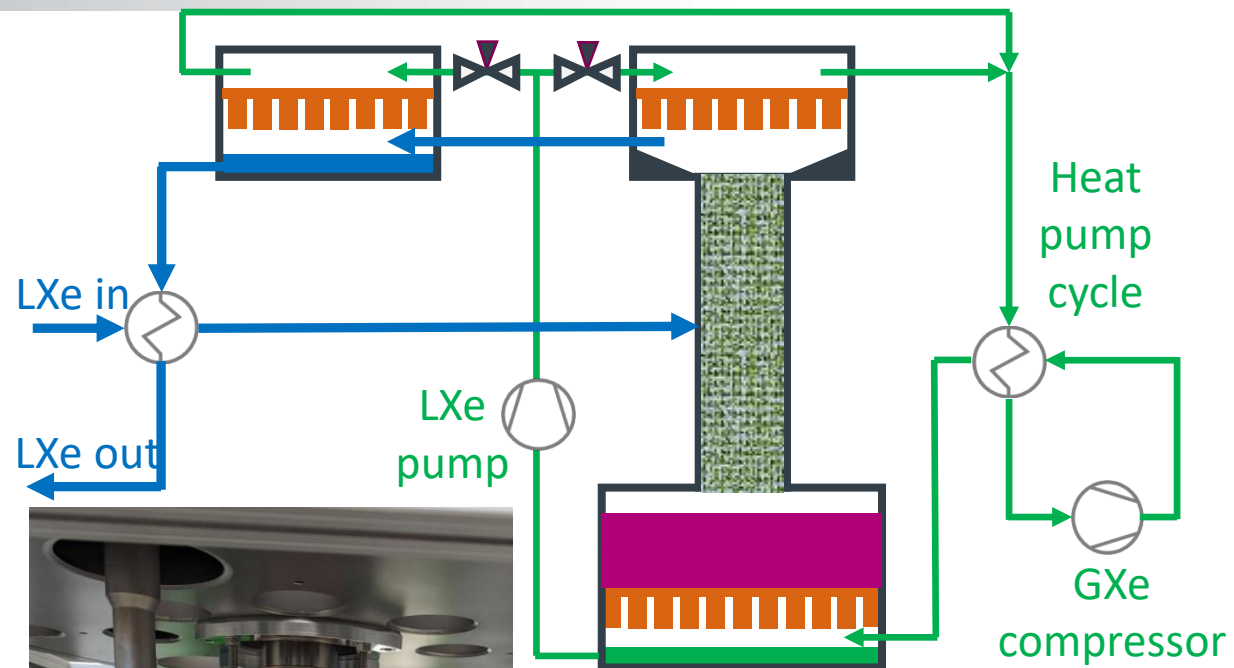 Heat
pump
cycle
LXe in
LXe
pump
LXe out
GXe
compressor